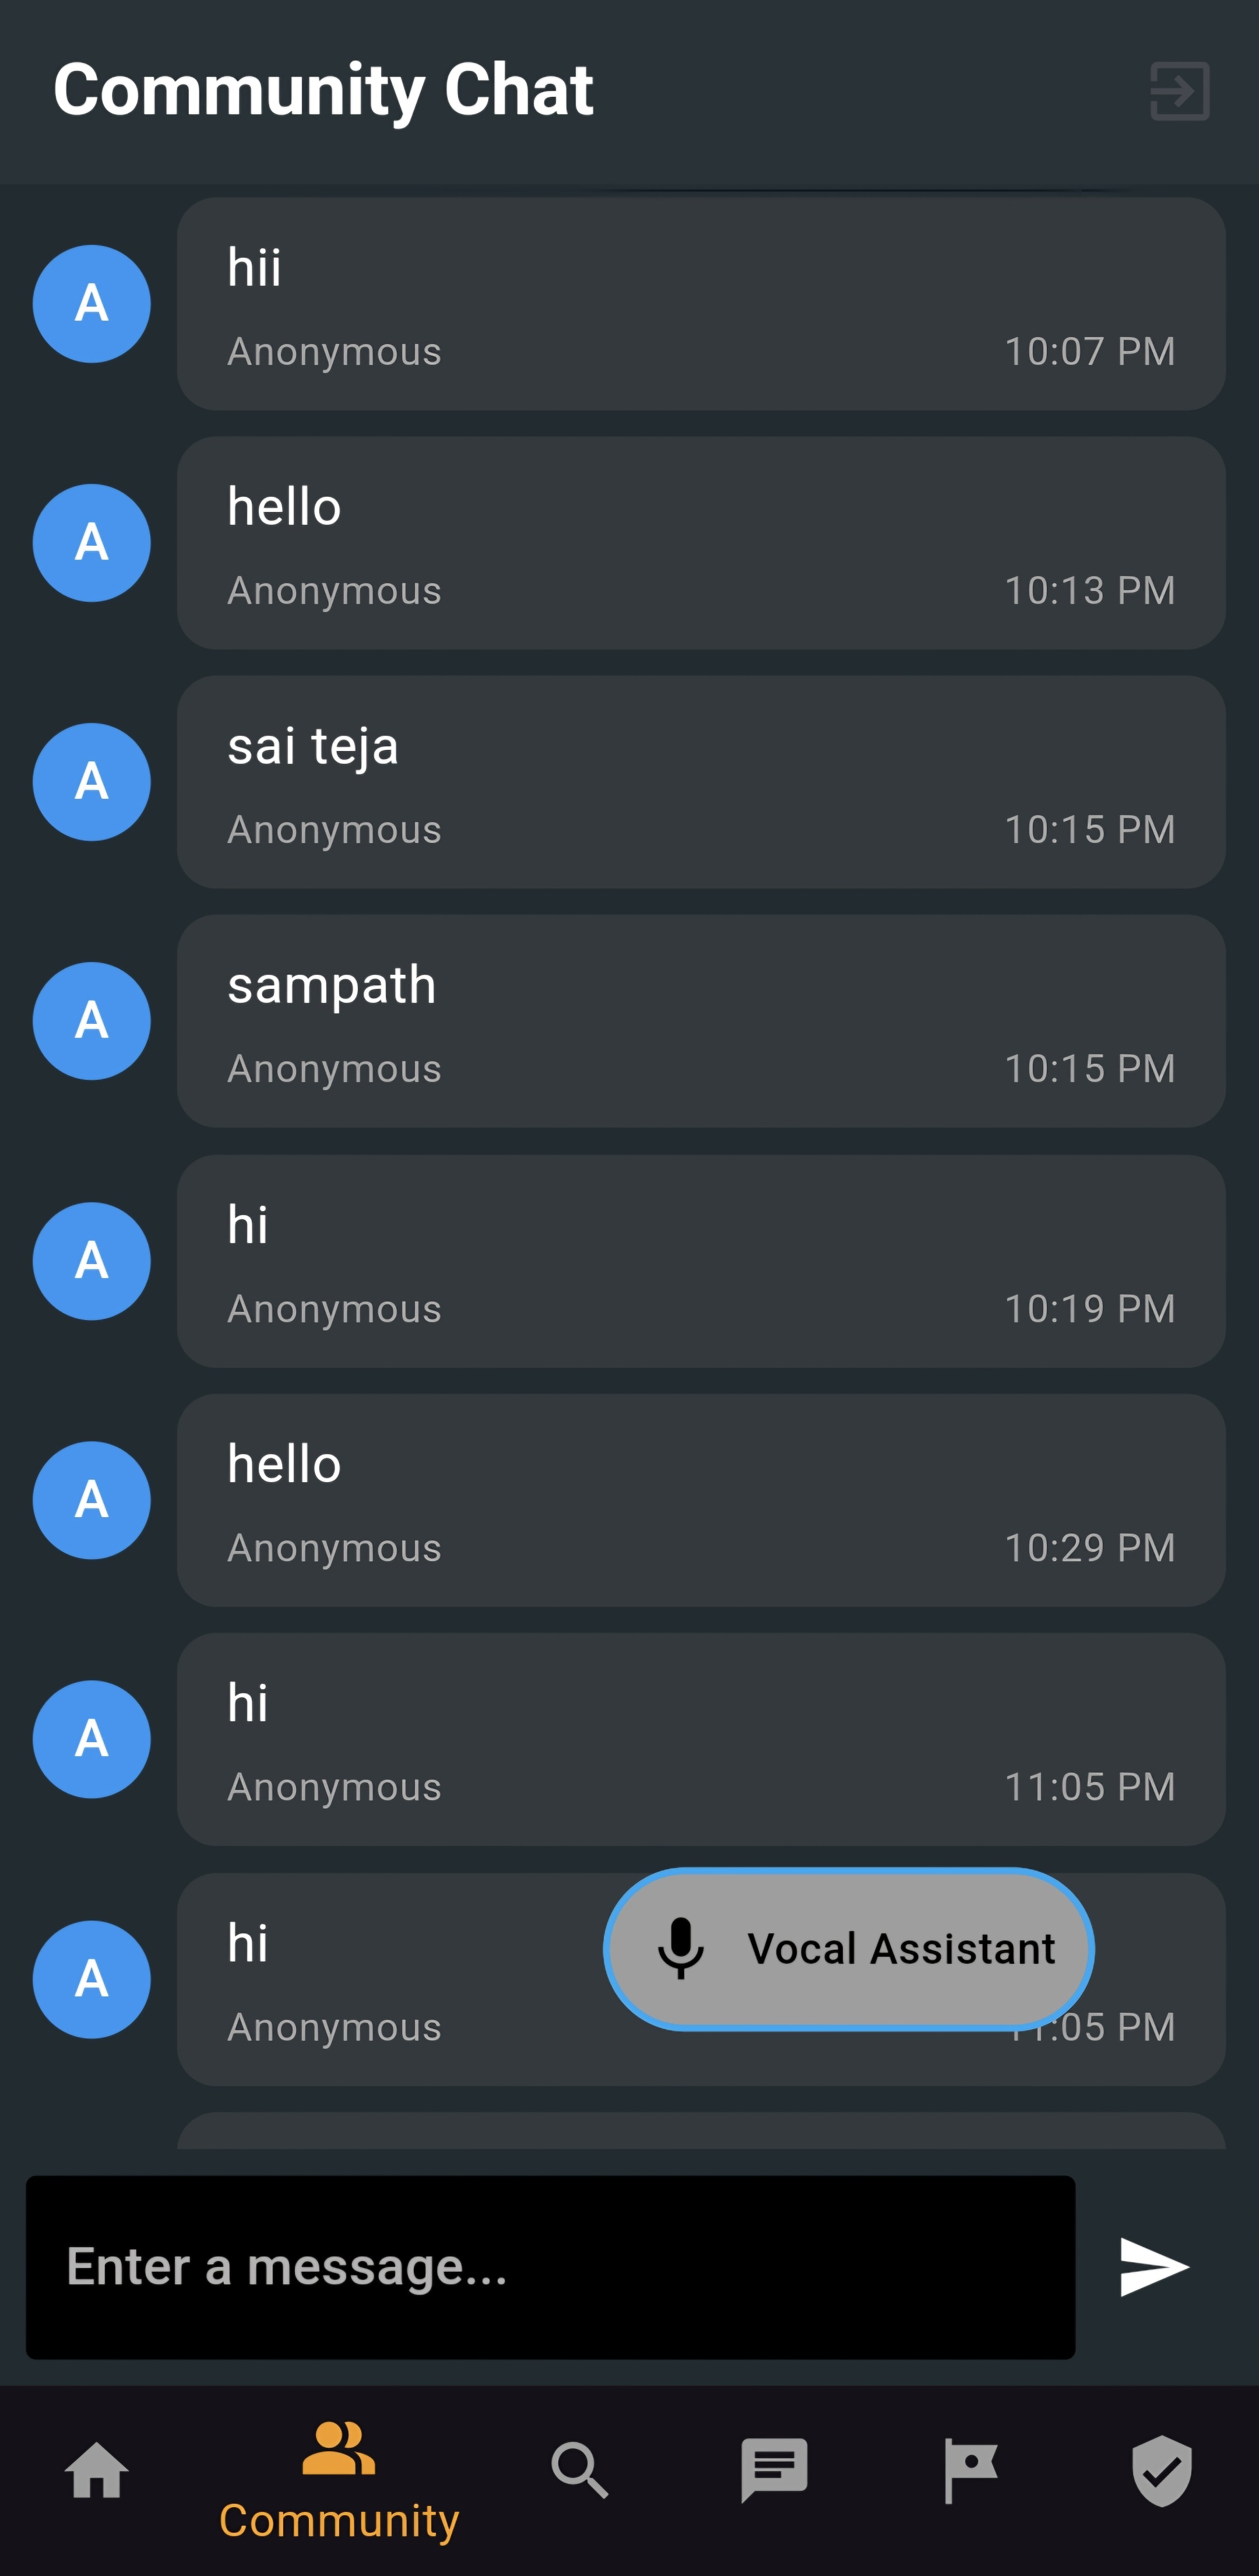 Community Chat
A
hii
Anonymous 10:07 PM
A
hello
Anonymous 10:13 PM
A
sai teja
Anonymous 10:15 PM
A
sampath
Anonymous 10:15 PM
A
hi
Anonymous 10:19 PM
A
hello
Anonymous 10:29 PM
A
hi
Anonymous 11:05 PM
A
hi
Vocal Assistant
Anonymous 11:05 PM
Enter a message...
Community